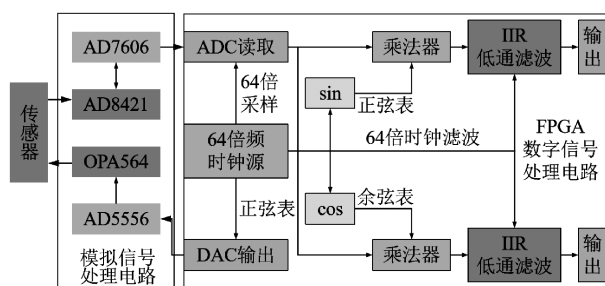 AD7606
ADC读取
乘法器
IIR
低通滤波
输出
64倍
采样
sin
正弦表
AD8421
传感器
FPGA
数字信号
处理电路
OPA564
64倍频
时钟源
64倍时钟滤波
正弦表
cos
余弦表
AD5556
模拟信号
处理电路
DAC输出
乘法器
IIR
低通滤波
输出